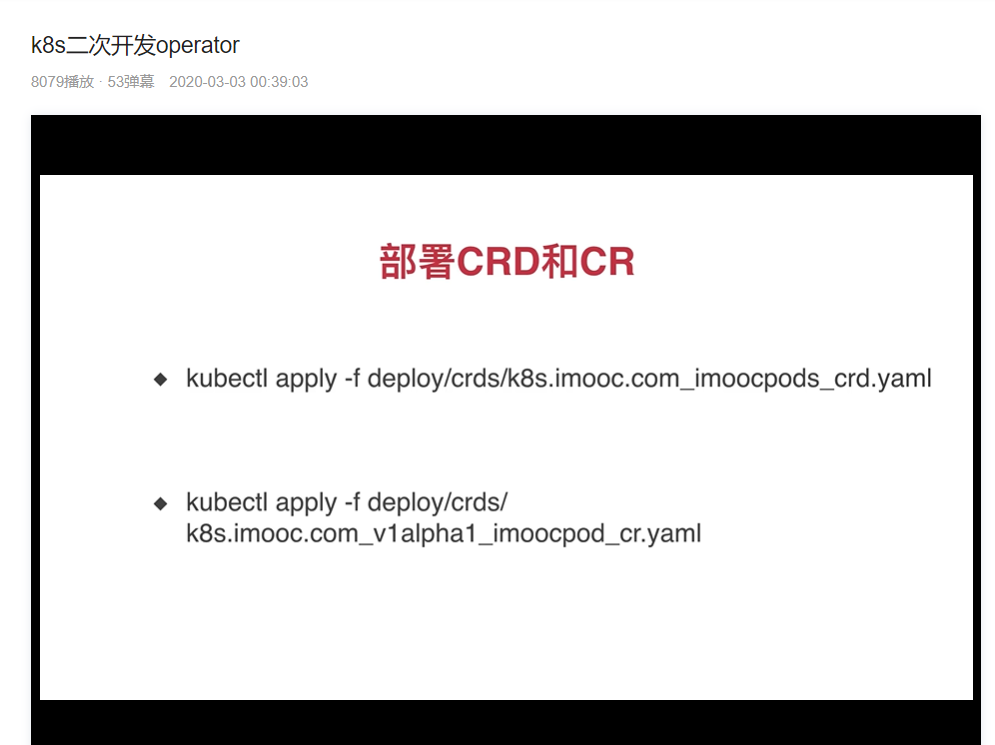 k8s二次开发operator
8079播放 · 53弹幕 2020-03-03 00:39:03
部署CRD和CR
◆ kubectl apply -f deploy/crds/k8s.imooc.com_imoocpods_crd.yaml
◆ kubectl apply -f deploy/crds/
k8s.imooc.com_v1alpha1_imoocpod_cr.yaml